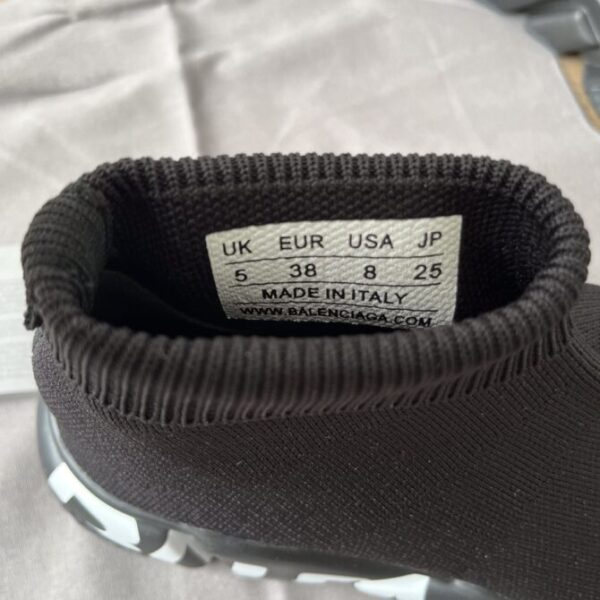 UK EUR USA JP
5 38 8 25
MADE IN ITALY
WWW.BALENCIAGA.COM